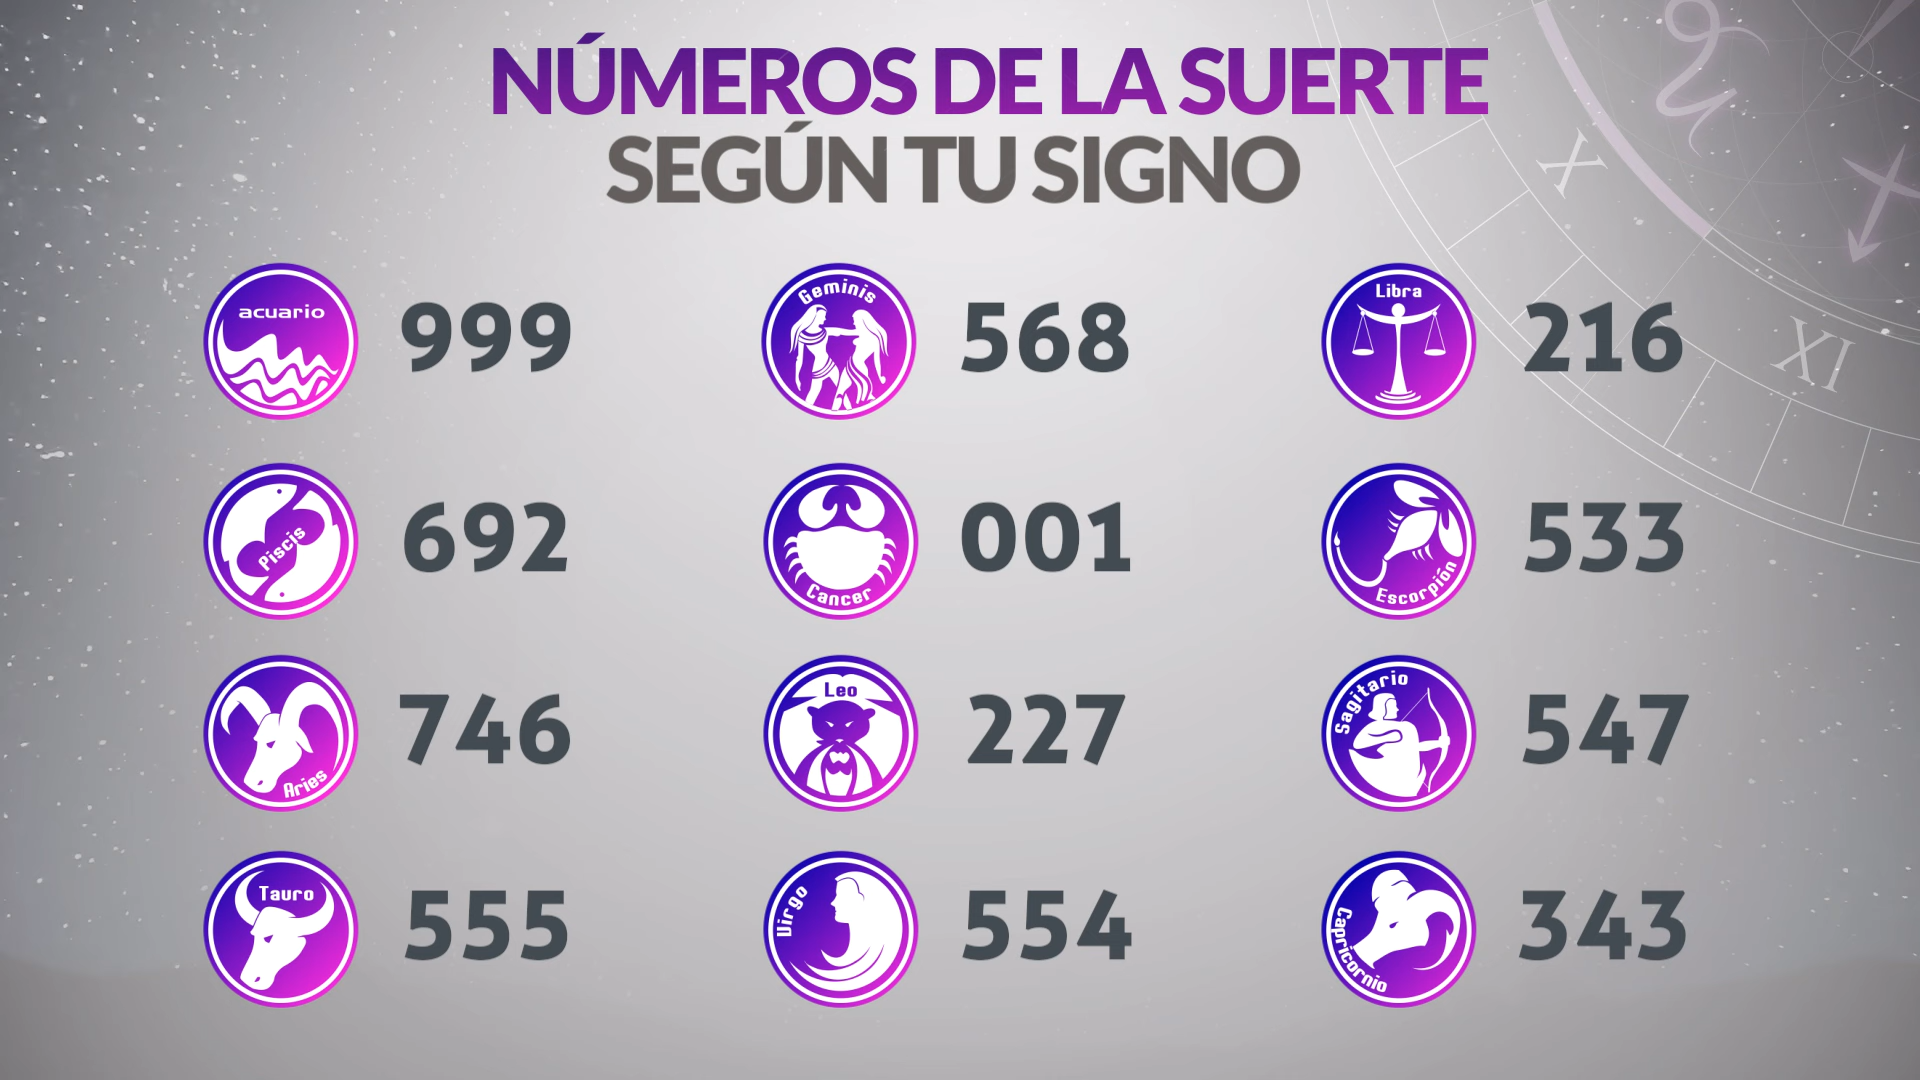 NÚMEROS DE LA SUERTE
SEGÚN TU SIGNO
acuario 999
Geminis 568
Libra 216
Piscis 692
Cancer 001
Escorpión 533
Aries 746
Leo 227
Sagitario 547
Tauro 555
Virgo 554
Capricornio 343
X
XI